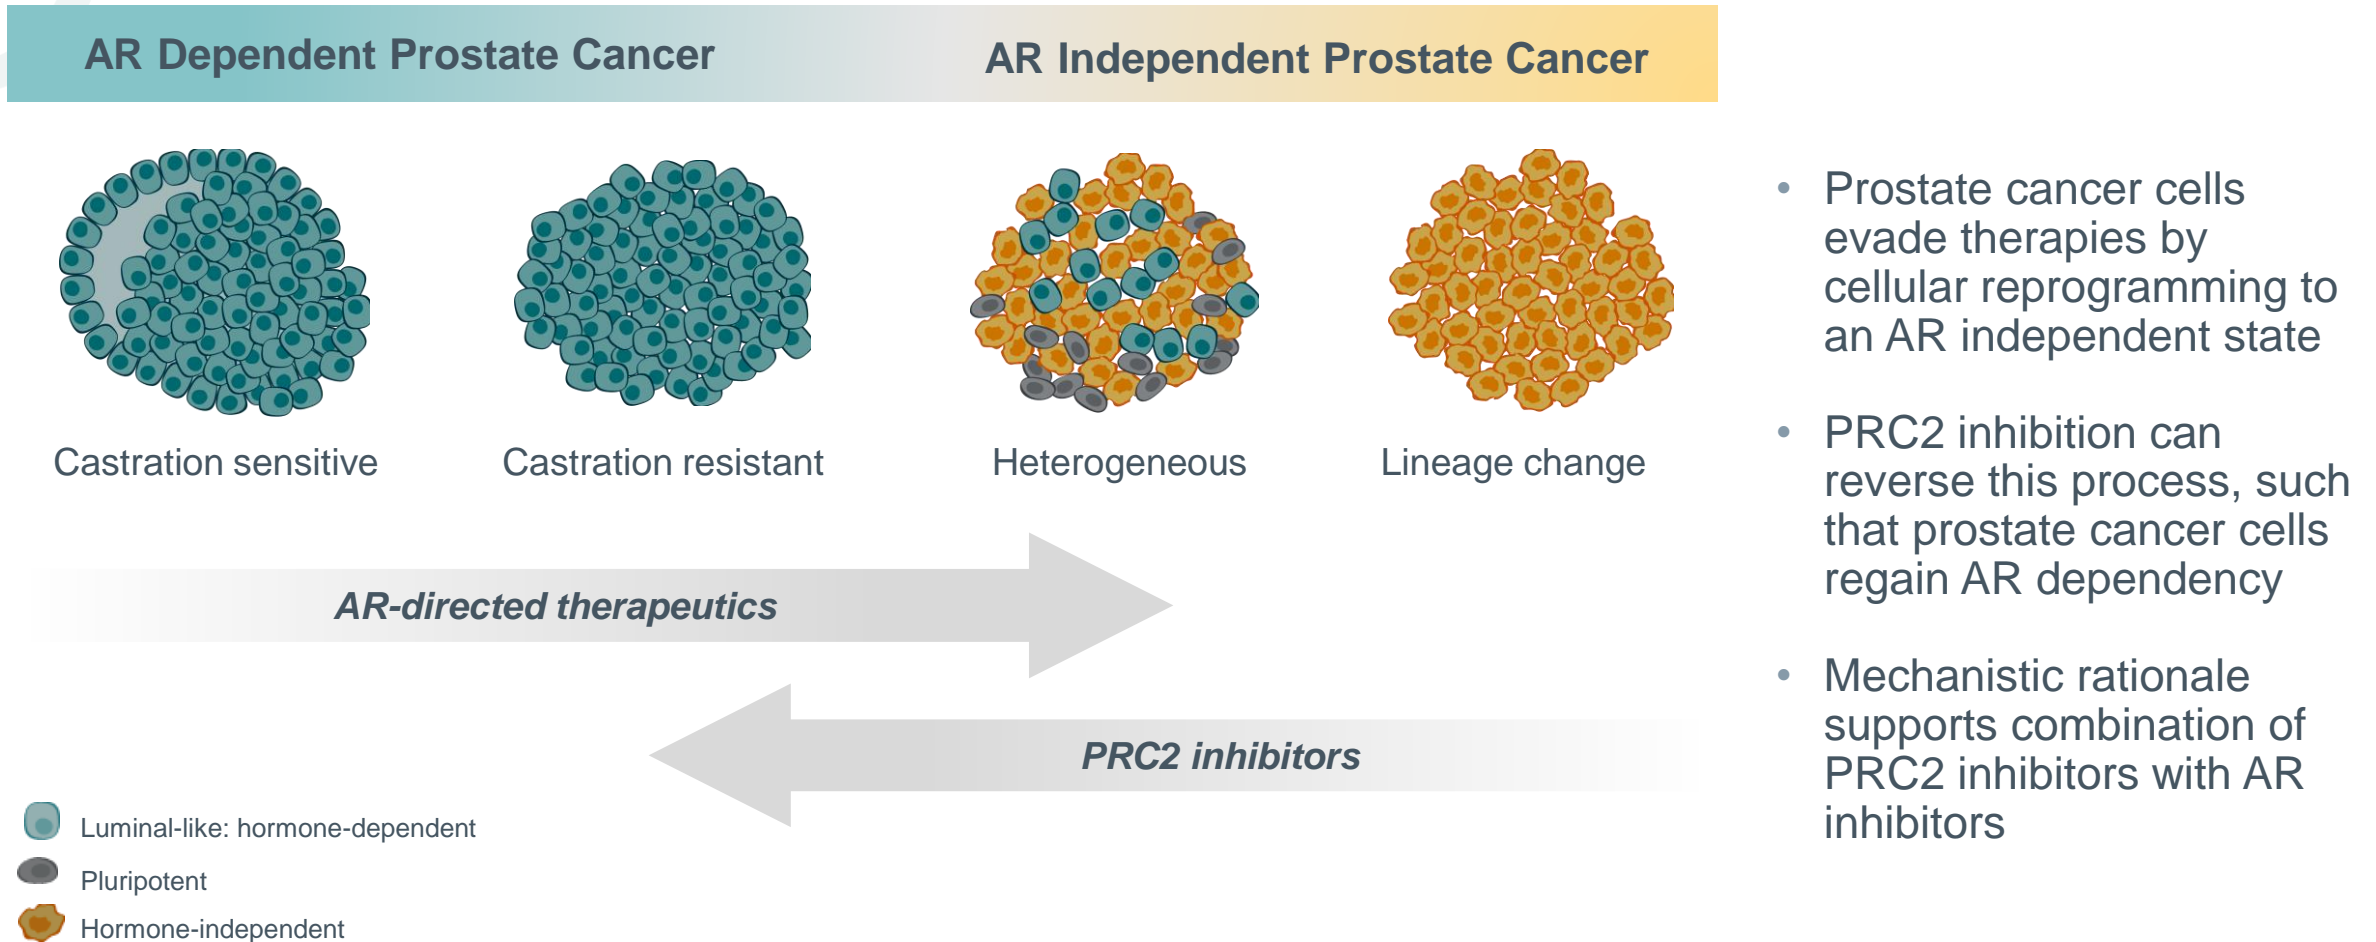 AR Dependent Prostate Cancer
AR Independent Prostate Cancer
Castration sensitive
Castration resistant
Heterogeneous
Lineage change
AR-directed therapeutics
PRC2 inhibitors
Luminal-like: hormone-dependent
Pluripotent
Hormone-independent
• Prostate cancer cells
evade therapies by
cellular reprogramming to
an AR independent state
• PRC2 inhibition can
reverse this process, such
that prostate cancer cells
regain AR dependency
• Mechanistic rationale
supports combination of
PRC2 inhibitors with AR
inhibitors